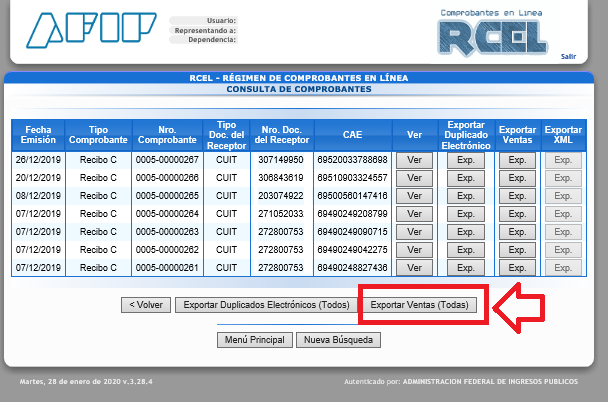 AFIP
Usuario:
Representando a:
Dependencia:
Comprobantes en Línea
RCEL
Salir
RCEL - RÉGIMEN DE COMPROBANTES EN LÍNEA
CONSULTA DE COMPROBANTES
Fecha Emisión Tipo Comprobante Nro. Comprobante Tipo Doc. del Receptor Nro. Doc. del Receptor CAE Ver Exportar Duplicado Electrónico Exportar Ventas Exportar XML
26/12/2019 Recibo C 0005-00000267 CUIT 307149950 69520033788698 Ver Exp. Exp. Exp.
20/12/2019 Recibo C 0005-00000266 CUIT 306843619 69510903324557 Ver Exp. Exp. Exp.
08/12/2019 Recibo C 0005-00000265 CUIT 203074922 69500560147416 Ver Exp. Exp. Exp.
07/12/2019 Recibo C 0005-00000264 CUIT 271052033 69490249208799 Ver Exp. Exp. Exp.
07/12/2019 Recibo C 0005-00000263 CUIT 272800753 69490249090715 Ver Exp. Exp. Exp.
07/12/2019 Recibo C 0005-00000262 CUIT 272800753 69490249042275 Ver Exp. Exp. Exp.
07/12/2019 Recibo C 0005-00000261 CUIT 272800753 69490248827436 Ver Exp. Exp. Exp.
< Volver Exportar Duplicados Electrónicos (Todos) Exportar Ventas (Todas)
Menú Principal Nueva Búsqueda
Martes, 28 de enero de 2020 v.3.28.4 Autenticado por: ADMINISTRACION FEDERAL DE INGRESOS PUBLICOS